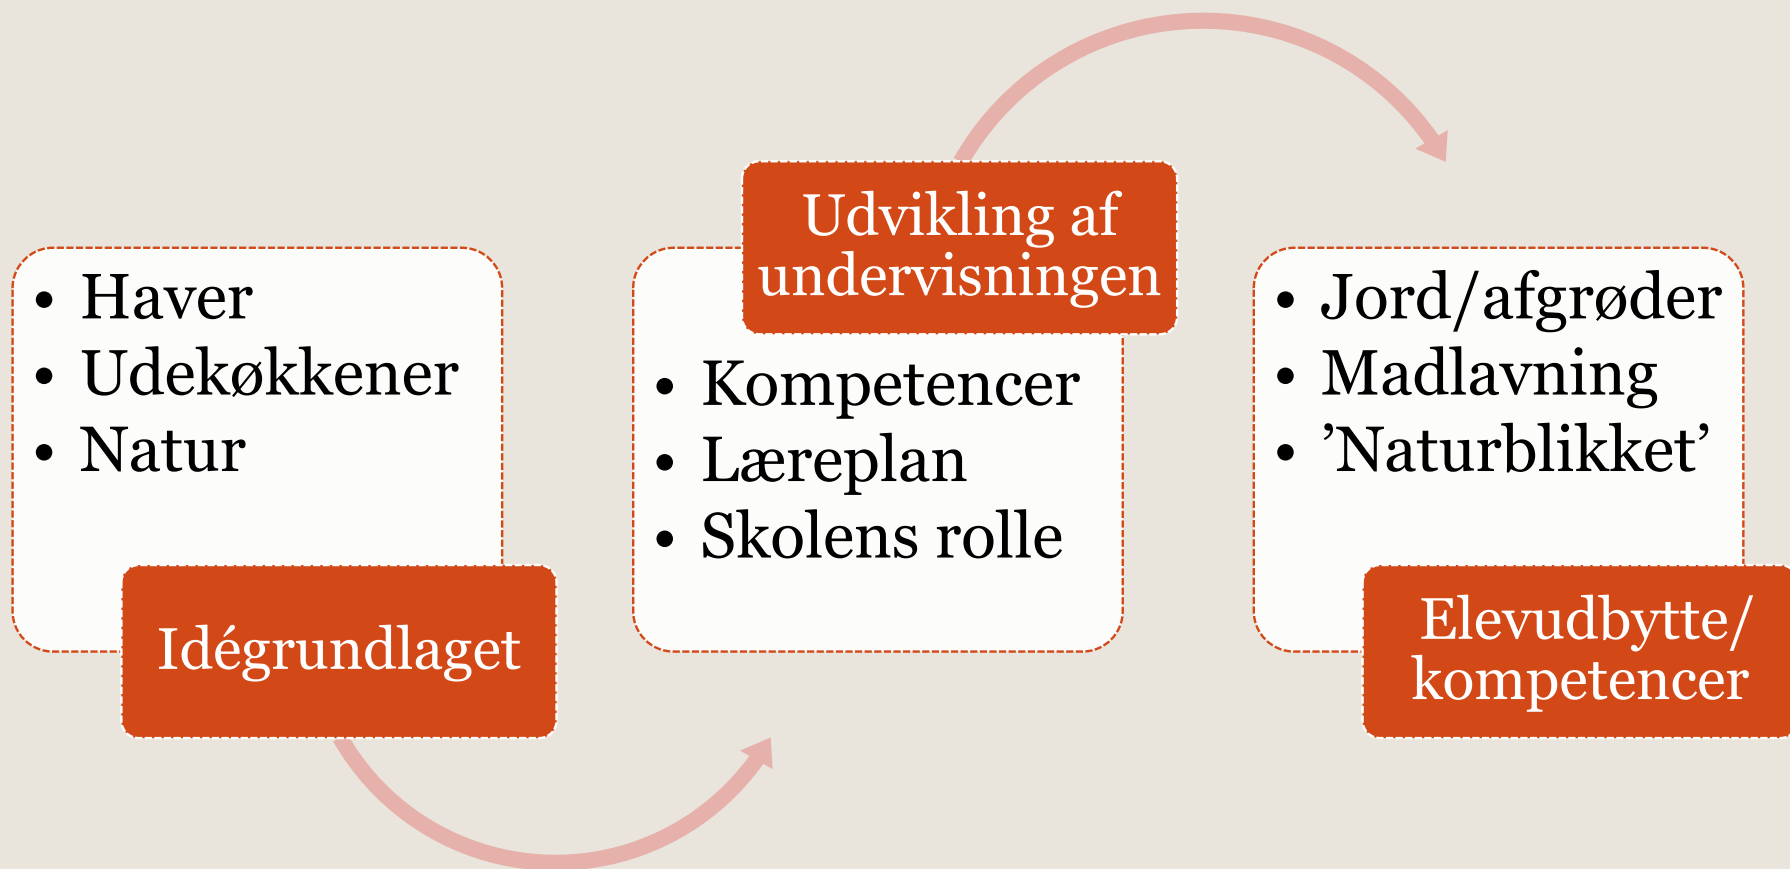 • Haver
• Udekøkkener
• Natur
Idégrundlaget
Udvikling af
undervisningen
• Kompetencer
• Læreplan
• Skolens rolle
• Jord/afgrøder
• Madlavning
• ’Naturblikket’
Elevudbytte/
kompetencer